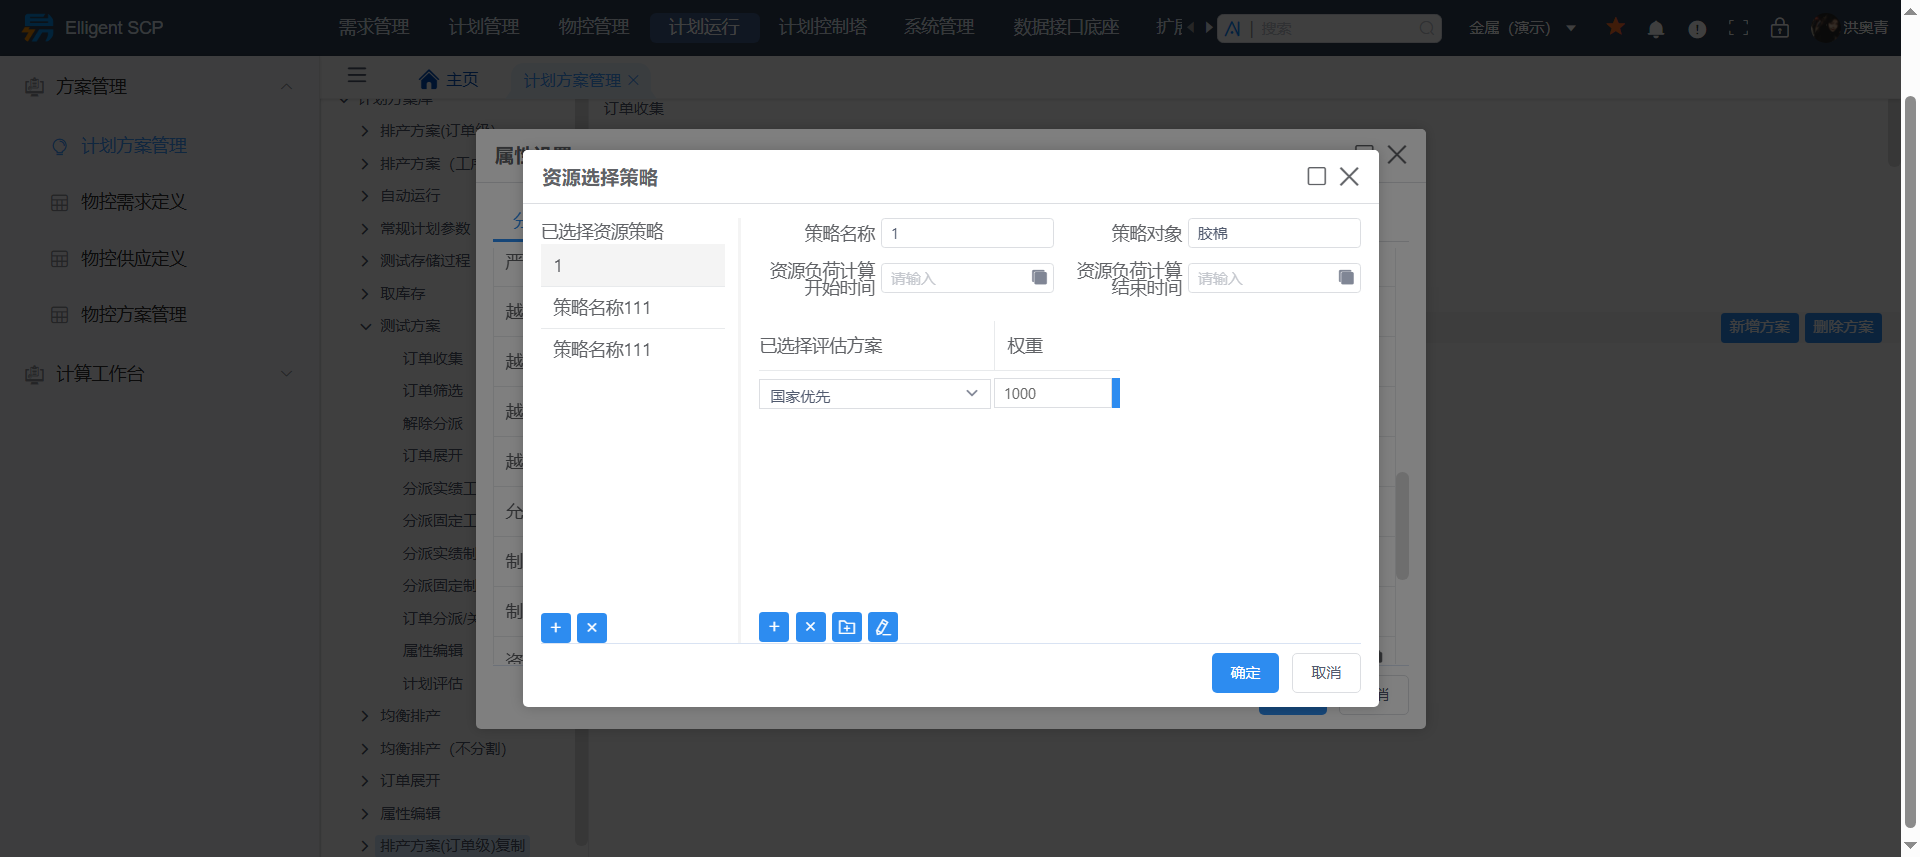 Elligent SCP
需求管理
计划管理
物控管理
计划运行
计划控制塔
系统管理
数据接口底座
扩展
AI | 搜索
金属 (演示)
洪奥青
方案管理
计划方案管理
物控需求定义
物控供应定义
物控方案管理
计算工作台
主页
计划方案管理
计划方案库
排产方案(订单级)
自动运行
常规计划参数
测试存储过程
取库存
测试方案
订单收集
订单筛选
解除分派
订单展开
分派实绩工
分派固定工
分派实绩制
分派固定制
订单分派/关
属性编辑
计划评估
均衡排产
均衡排产（不分割）
订单展开
属性编辑
排产方案(订单级)复制
订单收集
新增方案
删除方案
属性设置
严
越
越
越
越
允
制
制
资
消
资源选择策略
已选择资源策略
1
策略名称111
策略名称111
策略名称
1
策略对象
胶棉
资源负荷计算
开始时间
请输入
资源负荷计算
结束时间
请输入
已选择评估方案
权重
国家优先
1000
确定
取消